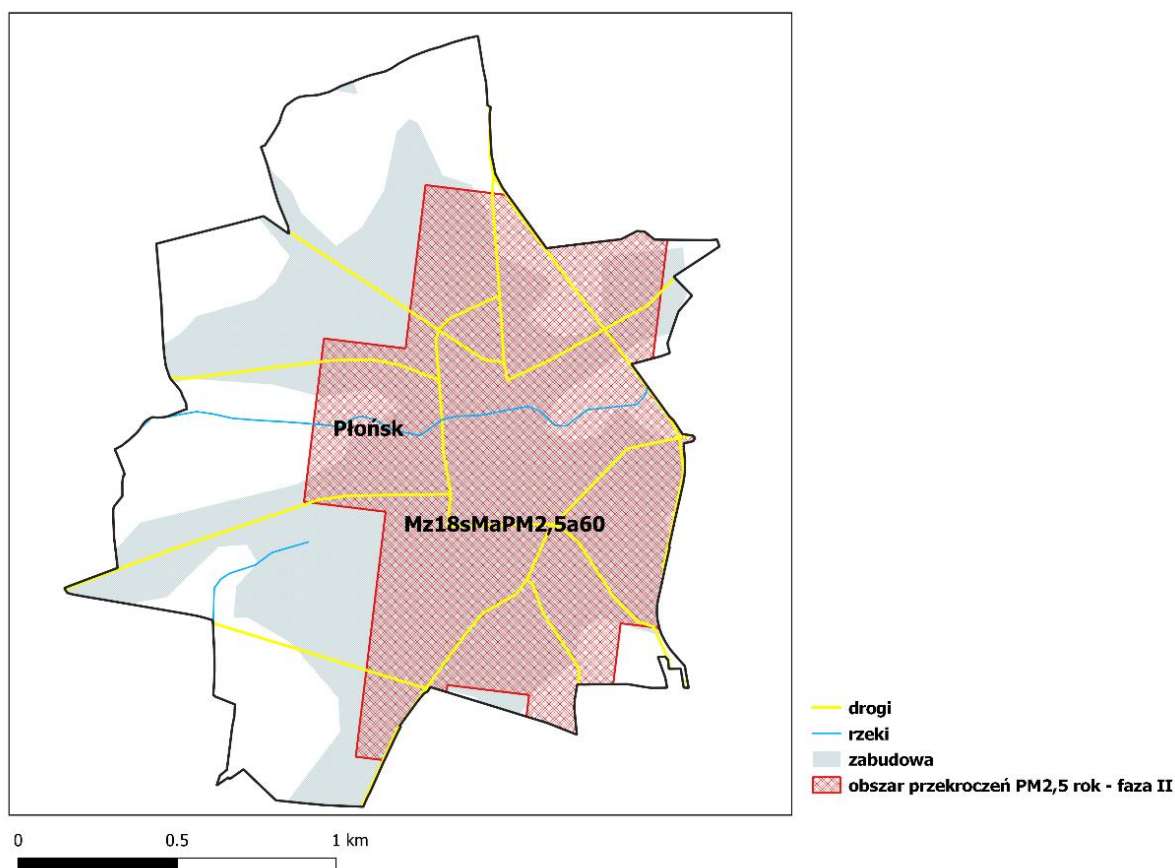 Płońsk
Mz18sMaPM2,5a60
drogi
rzeki
zabudowa
obszar przekroczeń PM2,5 rok - faza II
0 0.5 1 km